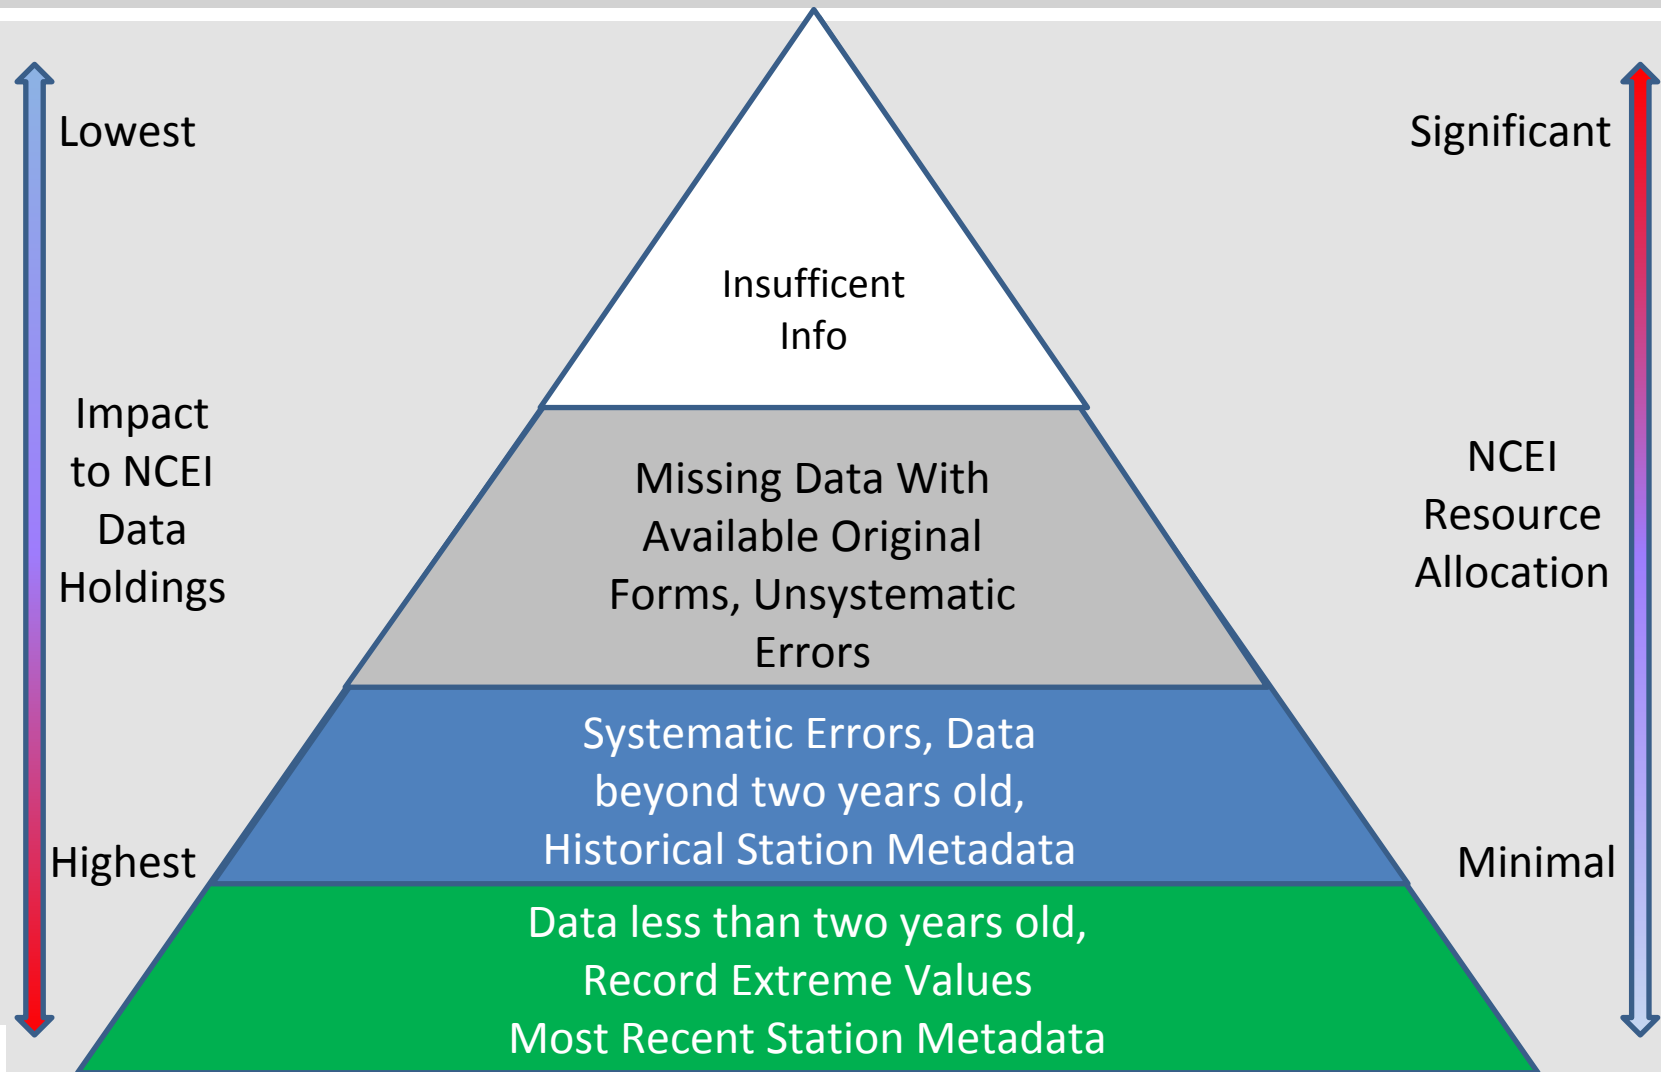 Lowest
Significant
Insufficent
Info
Impact
to NCEI
Data
Holdings
Missing Data With
Available Original
Forms, Unsystematic
Errors
NCEI
Resource
Allocation
Systematic Errors, Data
beyond two years old,
Historical Station Metadata
Highest
Minimal
Data less than two years old,
Record Extreme Values
Most Recent Station Metadata